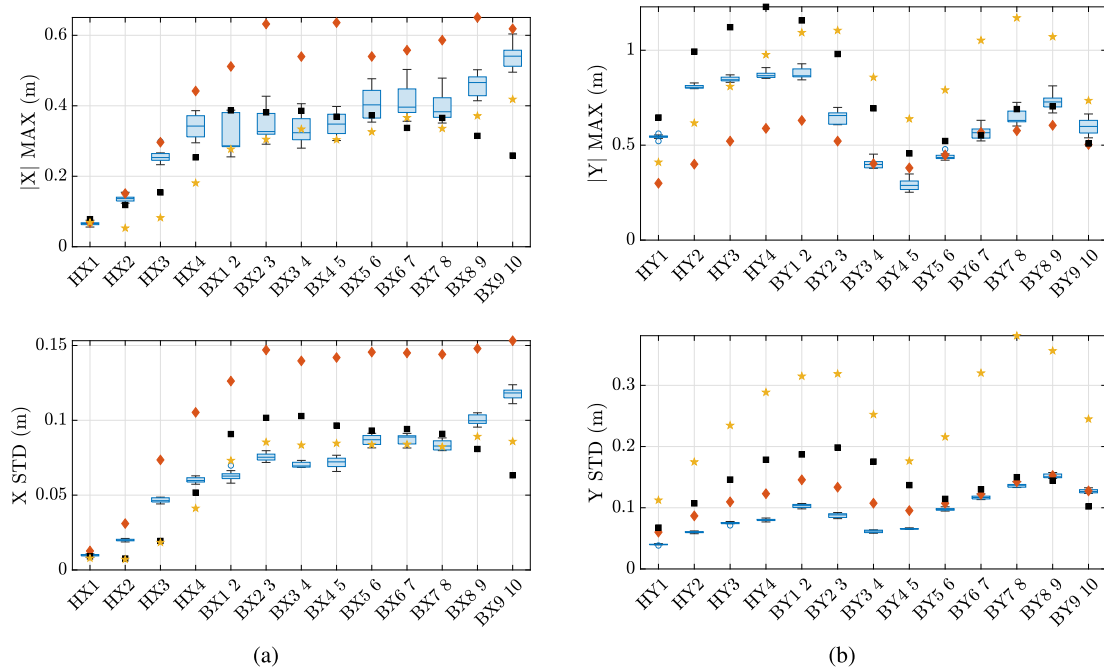 |X| MAX (m)
0.6
0.4
0.2
0
HX1 HX2 HX3 HX4 BX1 2 BX2 3 BX3 4 BX4 5 BX5 6 BX6 7 BX7 8 BX8 9 BX9 10
|Y| MAX (m)
1
0.5
0
HY1 HY2 HY3 HY4 BY1 2 BY2 3 BY3 4 BY4 5 BY5 6 BY6 7 BY7 8 BY8 9 BY9 10
X STD (m)
0.15
0.1
0.05
0
HX1 HX2 HX3 HX4 BX1 2 BX2 3 BX3 4 BX4 5 BX5 6 BX6 7 BX7 8 BX8 9 BX9 10
Y STD (m)
0.3
0.2
0.1
0
HY1 HY2 HY3 HY4 BY1 2 BY2 3 BY3 4 BY4 5 BY5 6 BY6 7 BY7 8 BY8 9 BY9 10
(a)
(b)